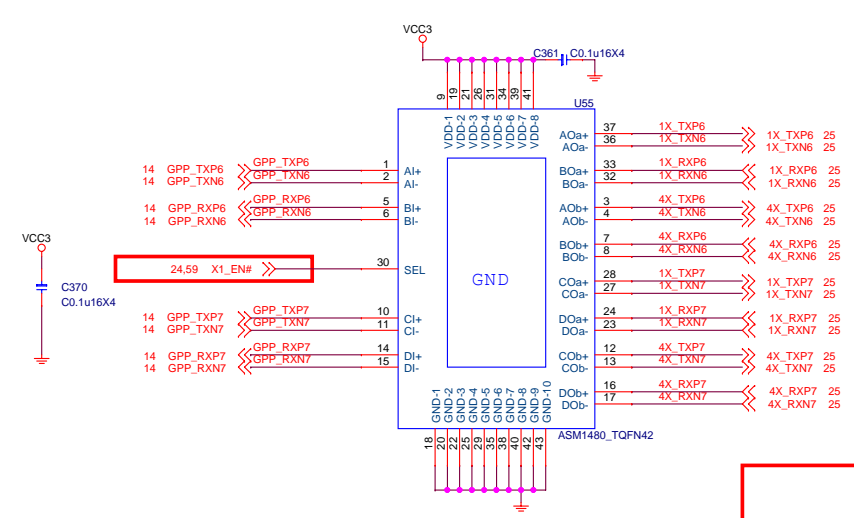 VCC3
C361 C0.1u16X4
9 19 21 26 31 34 39 41
U55
VDD-1 VDD-2 VDD-3 VDD-4 VDD-5 VDD-6 VDD-7 VDD-8
14 GPP_TXP6 GPP_TXP6 1 AI+
14 GPP_TXN6 GPP_TXN6 2 AI-
14 GPP_RXP6 GPP_RXP6 5 BI+
14 GPP_RXN6 GPP_RXN6 6 BI-
VCC3
C370
C0.1u16X4
24,59 X1_EN# 30 SEL
14 GPP_TXP7 GPP_TXP7 10 CI+
14 GPP_TXN7 GPP_TXN7 11 CI-
14 GPP_RXP7 GPP_RXP7 14 DI+
14 GPP_RXN7 GPP_RXN7 15 DI-
GND
AOa+ 37 1X_TXP6 1X_TXP6 25
AOa- 36 1X_TXN6 1X_TXN6 25
BOa+ 33 1X_RXP6 1X_RXP6 25
BOa- 32 1X_RXN6 1X_RXN6 25
AOb+ 3 4X_TXP6 4X_TXP6 25
AOb- 4 4X_TXN6 4X_TXN6 25
BOb+ 7 4X_RXP6 4X_RXP6 25
BOb- 8 4X_RXN6 4X_RXN6 25
COa+ 28 1X_TXP7 1X_TXP7 25
COa- 27 1X_TXN7 1X_TXN7 25
DOa+ 24 1X_RXP7 1X_RXP7 25
DOa- 23 1X_RXN7 1X_RXN7 25
COb+ 12 4X_TXP7 4X_TXP7 25
COb- 13 4X_TXN7 4X_TXN7 25
DOb+ 16 4X_RXP7 4X_RXP7 25
DOb- 17 4X_RXN7 4X_RXN7 25
GND-1 GND-2 GND-3 GND-4 GND-5 GND-6 GND-7 GND-8 GND-9 GND-10
18 20 22 25 29 35 38 40 42 43
ASM1480_TQFN42